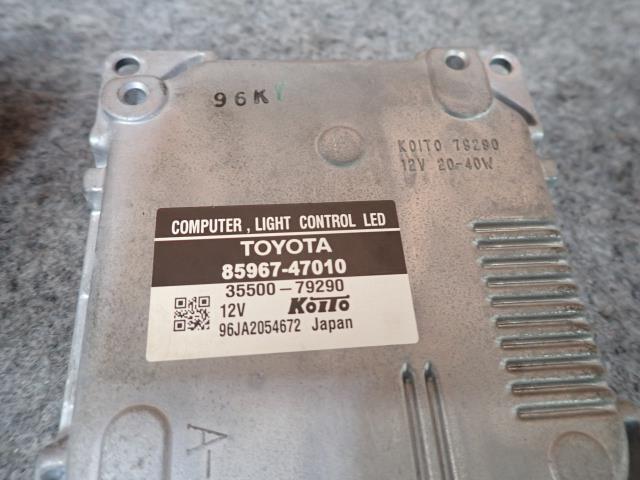 96K
KOITO 79290
12V 20-40W
COMPUTER , LIGHT CONTROL LED
TOYOTA
85967-47010
35500-79290
12V KOITO
96JA2054672 Japan
A-